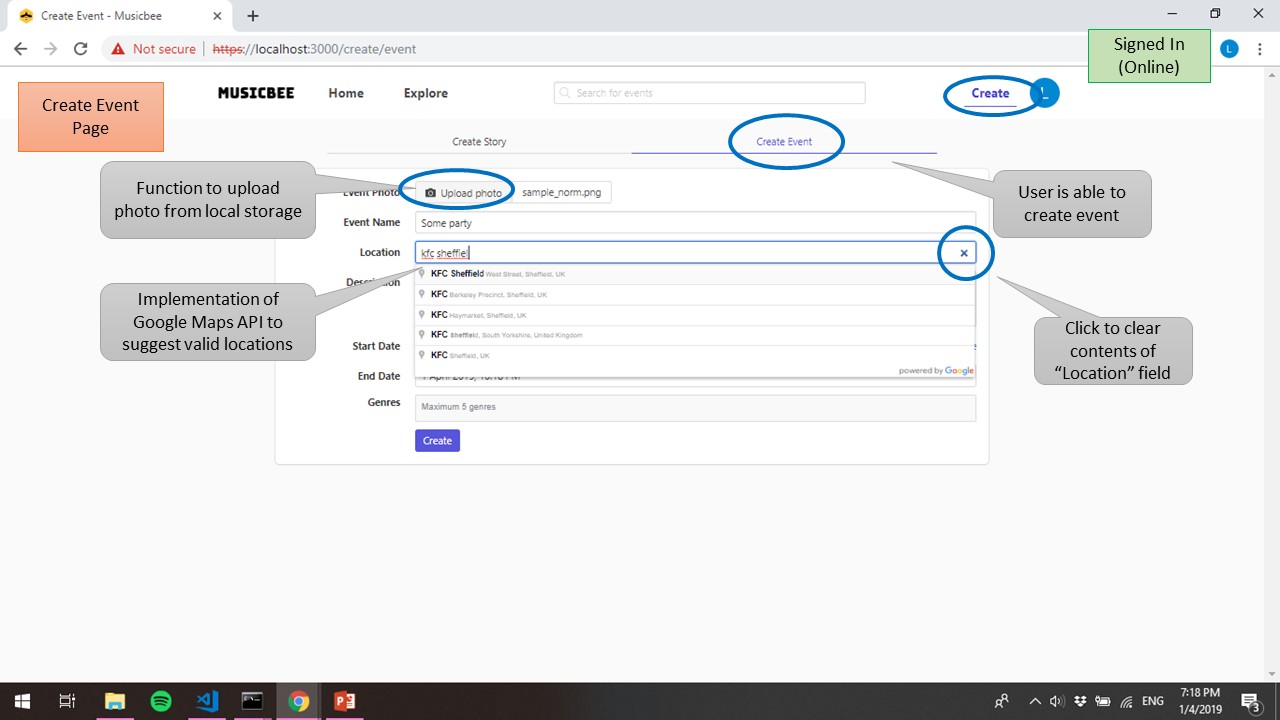 Create Event - Musicbee
Not secure
https://localhost:3000/create/event
L
Signed In
(Online)
Create Event
Page
MUSICBEE
Home
Explore
Search for events
Create
L
Create Story
Create Event
Function to upload
photo from local storage
Event Photo
Upload photo
sample_norm.png
User is able to
create event
Event Name
Some party
Location
kfc sheffiel
KFC Sheffield West Street, Sheffield, UK
KFC Berkeley Precinct, Sheffield, UK
KFC Haymarket, Sheffield, UK
KFC Sheffield, South Yorkshire, United Kingdom
KFC Sheffield, UK
powered by Google
Implementation of
Google Maps API to
suggest valid locations
Click to clear
contents of
“Location” field
Start Date
End Date
Genres
Maximum 5 genres
Create
ENG
7:18 PM
1/4/2019
3